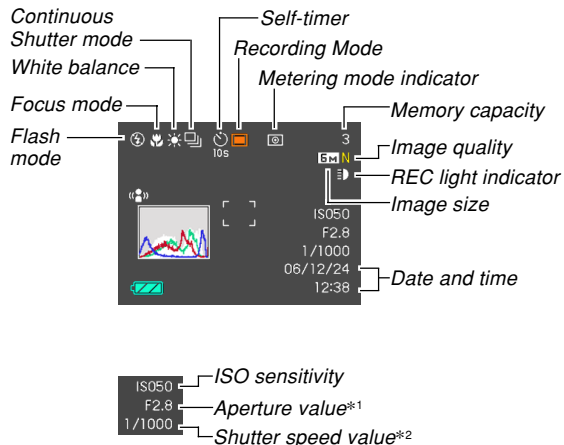 Continuous
Shutter mode
Self-timer
White balance
Recording Mode
Metering mode indicator
Focus mode
Memory capacity
Flash
mode
10s
3
Image quality
6M N
REC light indicator
Image size
ISO50
F2.8
1/1000
06/12/24
12:38
Date and time
ISO50
F2.8
1/1000
ISO sensitivity
Aperture value*1
Shutter speed value*2